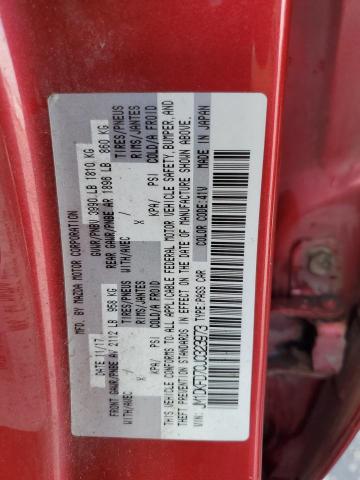 MFD BY MAZDA MOTOR CORPORATION
DATE 11/17 GVWR/PNBV 3990 LB 1810 KG
FRONT GAWR/PNBE AV 2112 LB 958 KG REAR GAWR/PNBE AR 1896 LB 860 KG
WITH/AVEC / TIRES/PNEUS WITH/AVEC / TIRES/PNEUS
X RIMS/JANTES X RIMS/JANTES
KPA/ PSI COLD/A FROID KPA/ PSI COLD/A FROID
THIS VEHICLE CONFORMS TO ALL APPLICABLE FEDERAL MOTOR VEHICLE SAFETY, BUMPER, AND
THEFT PREVENTION STANDARDS IN EFFECT ON THE DATE OF MANUFACTURE SHOWN ABOVE.
TYPE:PASS CAR COLOR CODE:41V MADE IN JAPAN